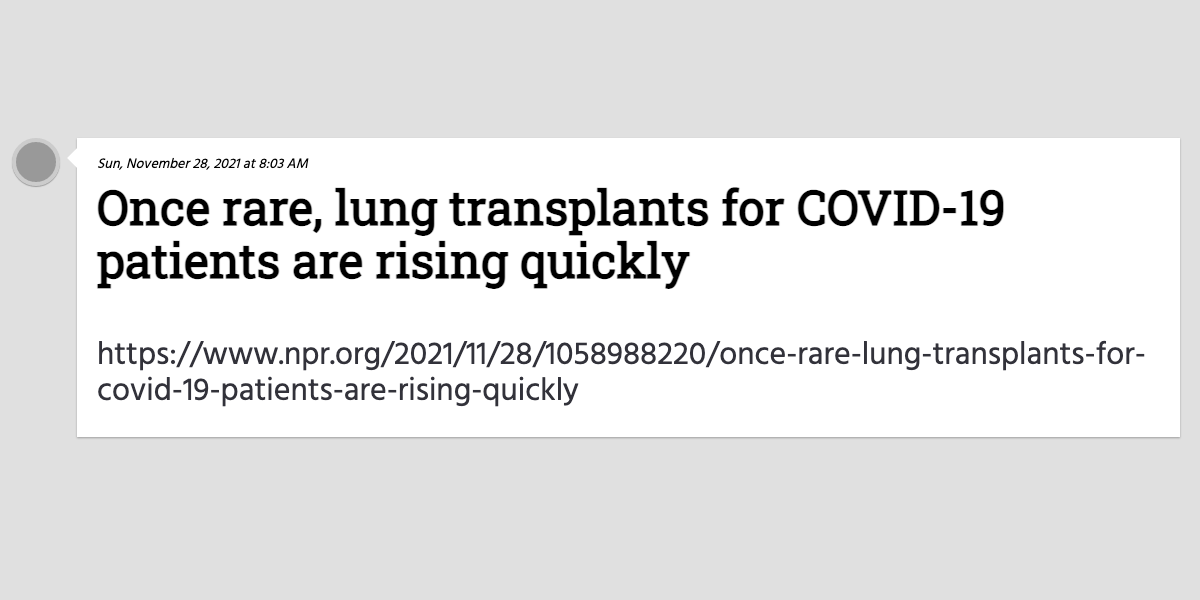 Sun, November 28, 2021 at 8:03 AM
Once rare, lung transplants for COVID-19
patients are rising quickly
https://www.npr.org/2021/11/28/1058988220/once-rare-lung-transplants-for-
covid-19-patients-are-rising-quickly